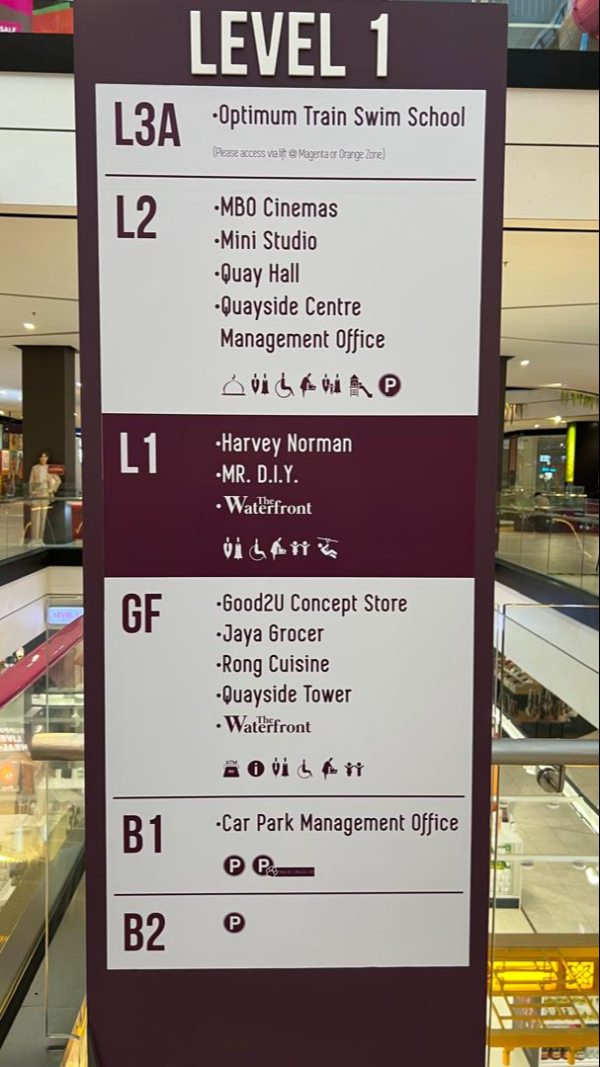 SALE
LEVEL 1
L3A
•Optimum Train Swim School
(Please access via lift @ Magenta or Orange Zone)
L2
•MBO Cinemas
•Mini Studio
•Quay Hall
•Quayside Centre
Management Office
P
L1
•Harvey Norman
•MR. D.I.Y.
•The Waterfront
GF
•Good2U Concept Store
•Jaya Grocer
•Rong Cuisine
•Quayside Tower
•The Waterfront
ATM i
B1
•Car Park Management Office
P P
B2
P